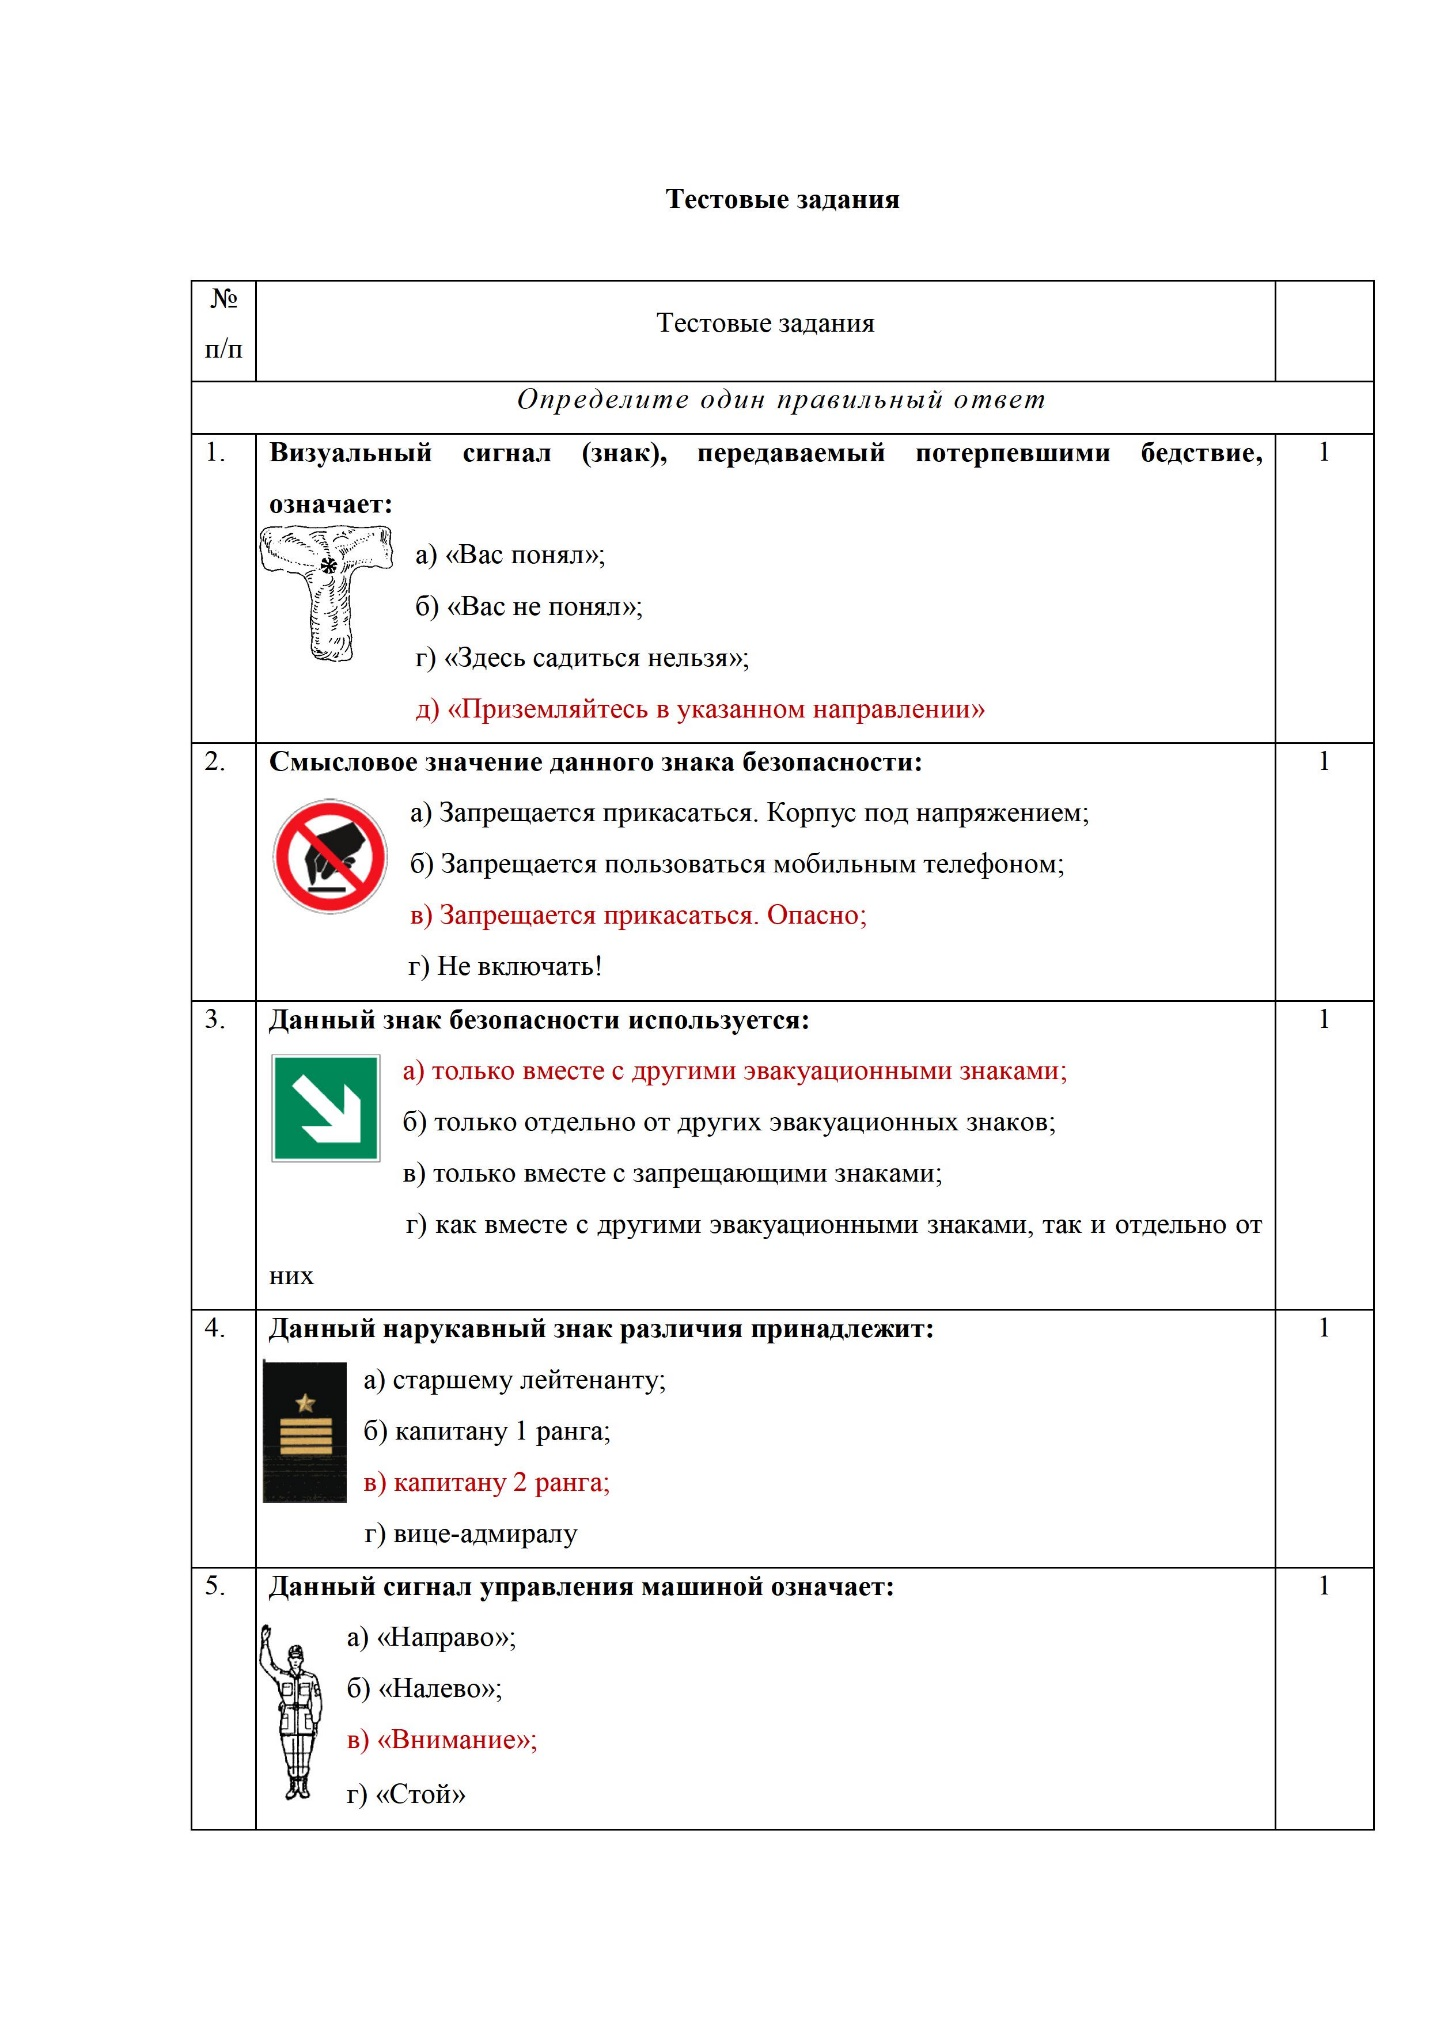 Тестовые задания
№
п/п
Тестовые задания
Определите один правильный ответ
1.
Визуальный сигнал (знак), передаваемый потерпевшими бедствие,
1
означает:
а) «Вас понял»;
б) «Вас не понял»;
г) «Здесь садиться нельзя»;
д) «Приземляйтесь в указанном направлении»
2.
Смысловое значение данного знака безопасности:
1
а) Запрещается прикасаться. Корпус под напряжением;
б) Запрещается пользоваться мобильным телефоном;
в) Запрещается прикасаться. Опасно;
г) Не включать!
3.
Данный знак безопасности используется:
1
а) только вместе с другими эвакуационными знаками;
б) только отдельно от других эвакуационных знаков;
в) только вместе с запрещающими знаками;
г) как вместе с другими эвакуационными знаками, так и отдельно от
них
4.
Данный нарукавный знак различия принадлежит:
1
а) старшему лейтенанту;
б) капитану 1 ранга;
в) капитану 2 ранга;
г) вице-адмиралу
5.
Данный сигнал управления машиной означает:
1
а) «Направо»;
б) «Налево»;
в) «Внимание»;
г) «Стой»